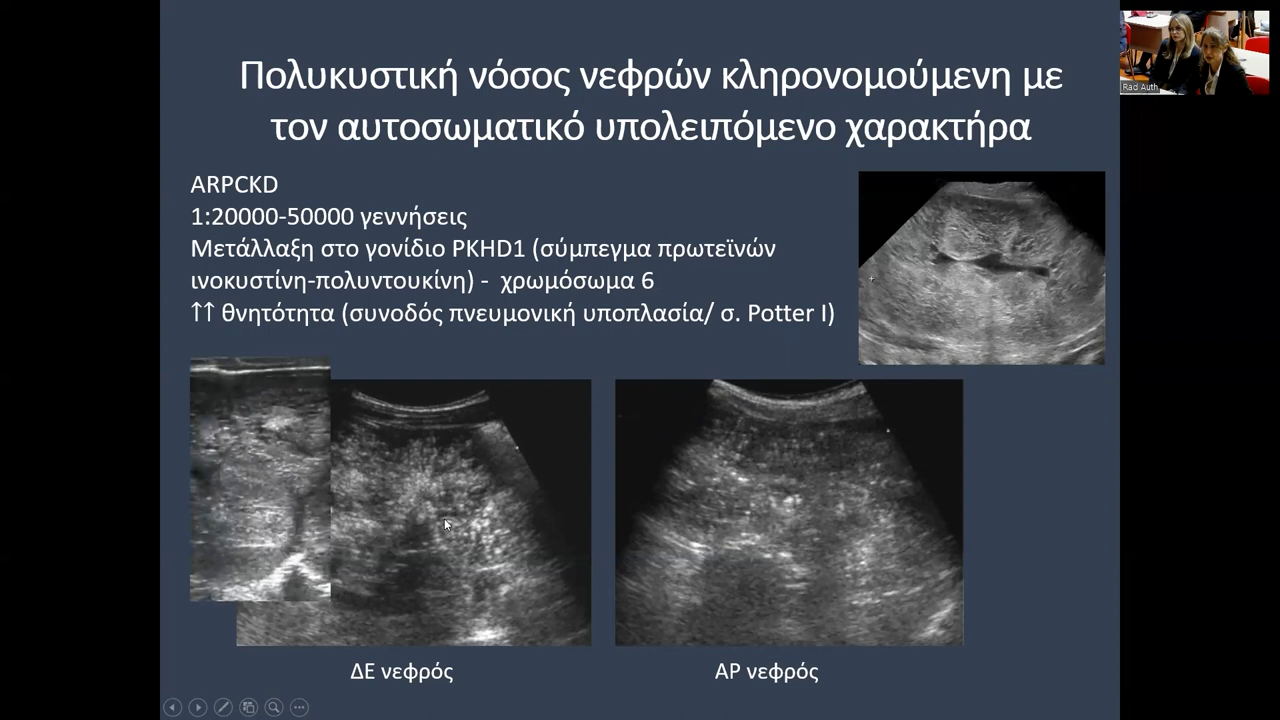 Πολυκυστική νόσος νεφρών κληρονομούμενη με
τον αυτοσωματικό υπολειπόμενο χαρακτήρα
ARPCKD
1:20000-50000 γεννήσεις
Μετάλλαξη στο γονίδιο PKHD1 (σύμπεγμα πρωτεϊνών
ινοκυστίνη-πολυντουκίνη) - χρωμόσωμα 6
↑↑ θνητότητα (συνοδός πνευμονική υποπλασία/ σ. Potter I)
ΔΕ νεφρός
ΑΡ νεφρός
Rad Auth